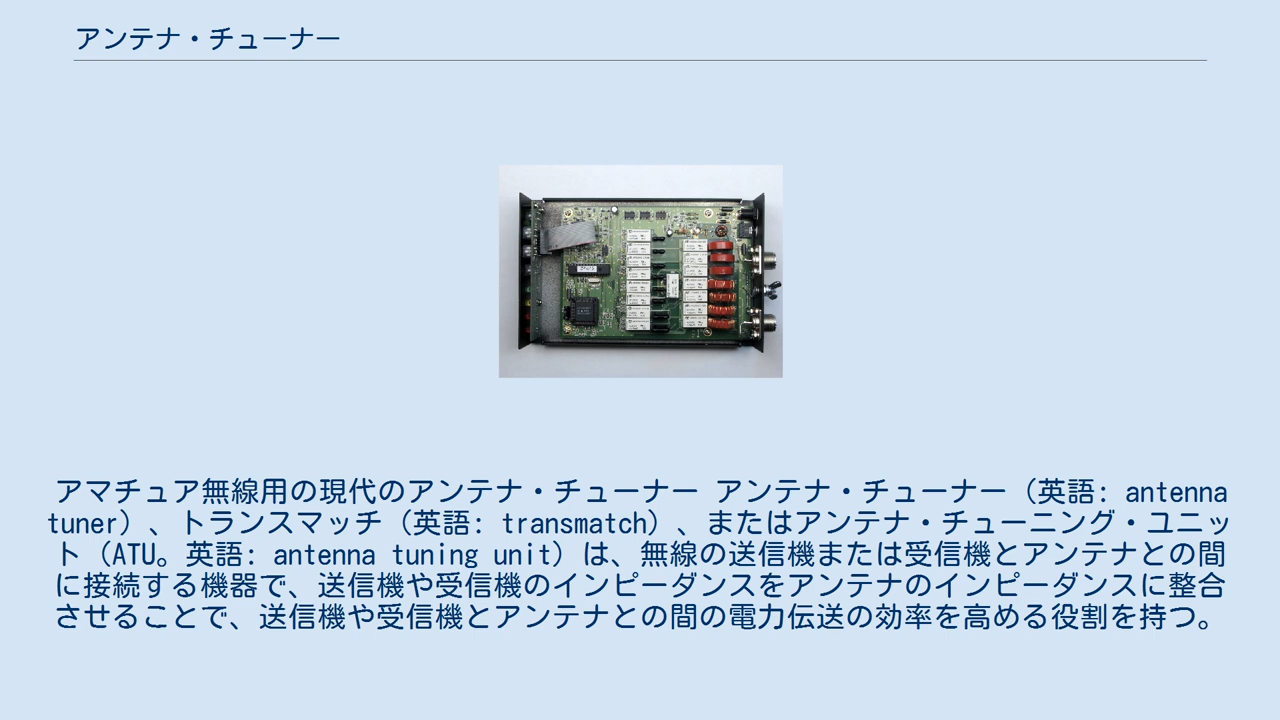 アンテナ・チューナー
アマチュア無線用の現代のアンテナ・チューナー アンテナ・チューナー（英語: antenna
tuner）、トランスマッチ（英語: transmatch）、またはアンテナ・チューニング・ユニッ
ト（ATU。英語: antenna tuning unit）は、無線の送信機または受信機とアンテナとの間
に接続する機器で、送信機や受信機のインピーダンスをアンテナのインピーダンスに整合
させることで、送信機や受信機とアンテナとの間の電力伝送の効率を高める役割を持つ。